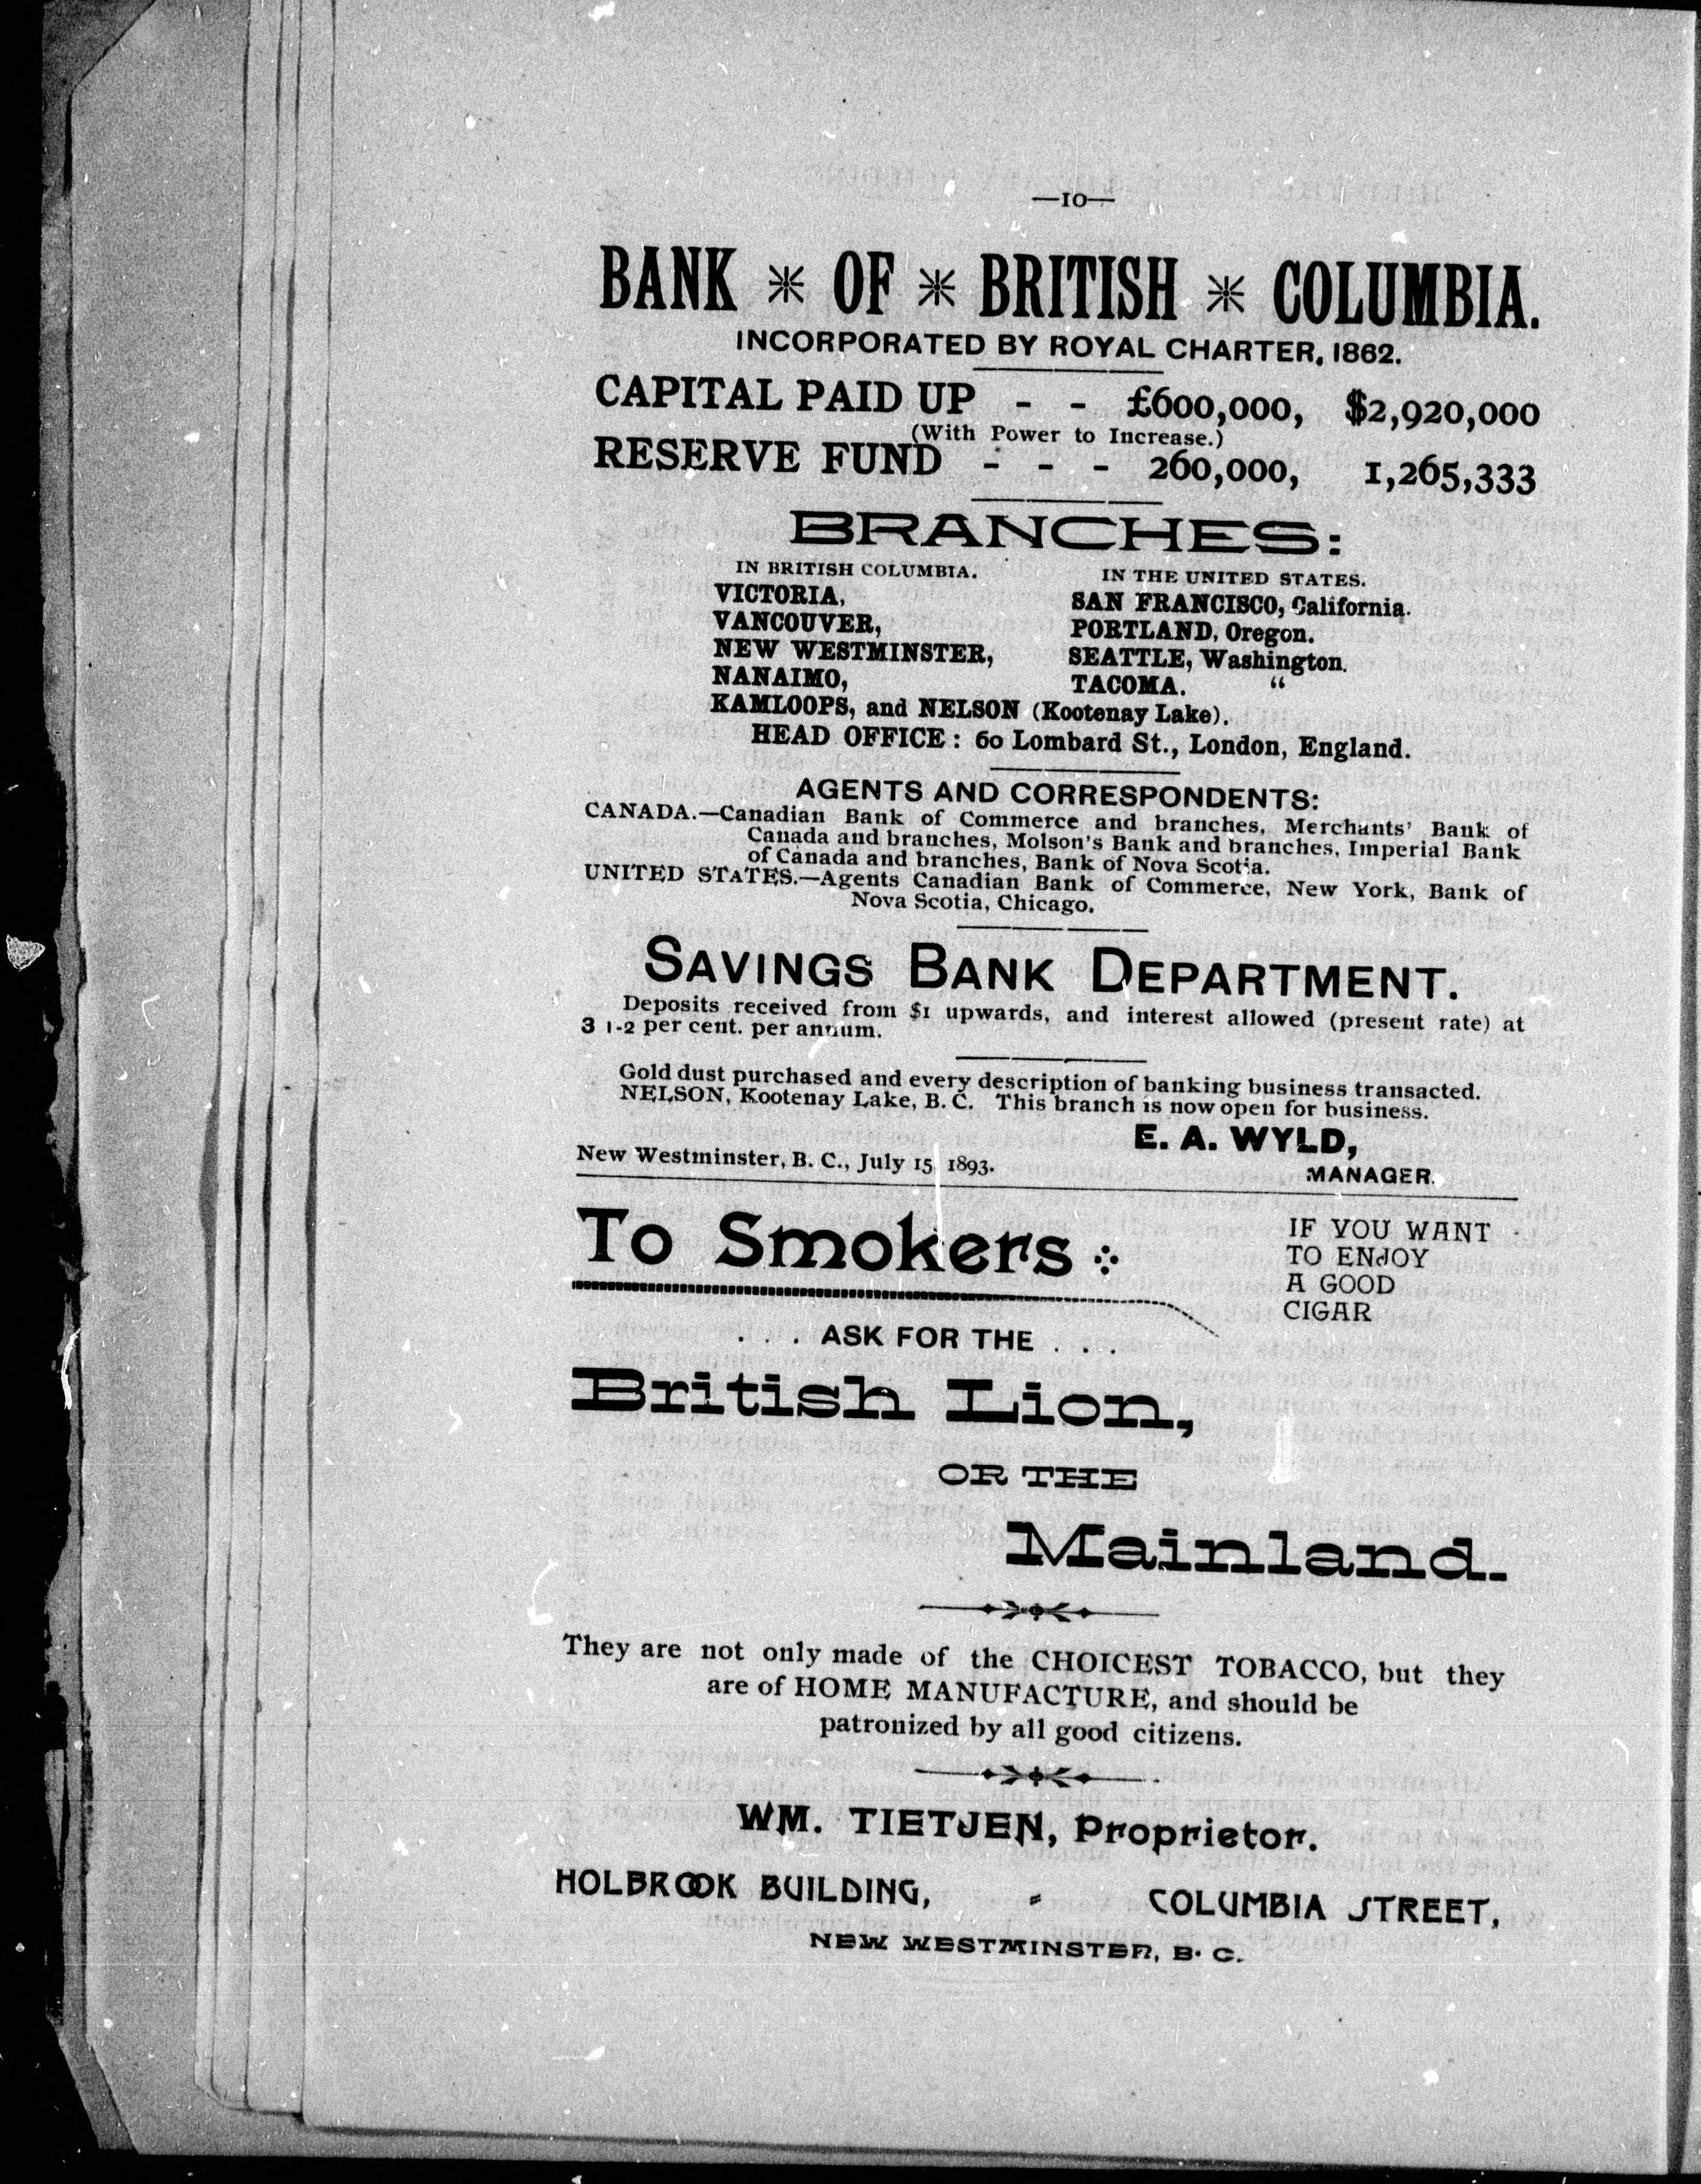 —10—
BANK ✳ OF ✳ BRITISH ✳ COLUMBIA.
INCORPORATED BY ROYAL CHARTER, 1862.
CAPITAL PAID UP - - £600,000, $2,920,000
(With Power to Increase.)
RESERVE FUND - - - 260,000, 1,265,333
BRANCHES:
IN BRITISH COLUMBIA. IN THE UNITED STATES.
VICTORIA, SAN FRANCISCO, California.
VANCOUVER, PORTLAND, Oregon.
NEW WESTMINSTER, SEATTLE, Washington.
NANAIMO, TACOMA. “
KAMLOOPS, and NELSON (Kootenay Lake).
HEAD OFFICE: 60 Lombard St., London, England.
AGENTS AND CORRESPONDENTS:
CANADA.—Canadian Bank of Commerce and branches, Merchants' Bank of
Canada and branches, Molson's Bank and branches, Imperial Bank
of Canada and branches, Bank of Nova Scotia.
UNITED STATES.—Agents Canadian Bank of Commerce, New York, Bank of
Nova Scotia, Chicago.
SAVINGS BANK DEPARTMENT.
Deposits received from $1 upwards, and interest allowed (present rate) at
3 1-2 per cent. per annum.
Gold dust purchased and every description of banking business transacted.
NELSON, Kootenay Lake, B. C. This branch is now open for business.
E. A. WYLD,
New Westminster, B. C., July 15, 1893.
MANAGER.
To Smokers
IF YOU WANT
TO ENJOY
A GOOD
CIGAR
. . . ASK FOR THE . . .
British Lion,
OR THE
Mainland.
They are not only made of the CHOICEST TOBACCO, but they
are of HOME MANUFACTURE, and should be
patronized by all good citizens.
WM. TIETJEN, Proprietor.
HOLBROOK BUILDING, - COLUMBIA STREET,
NEW WESTMINSTER, B. C.